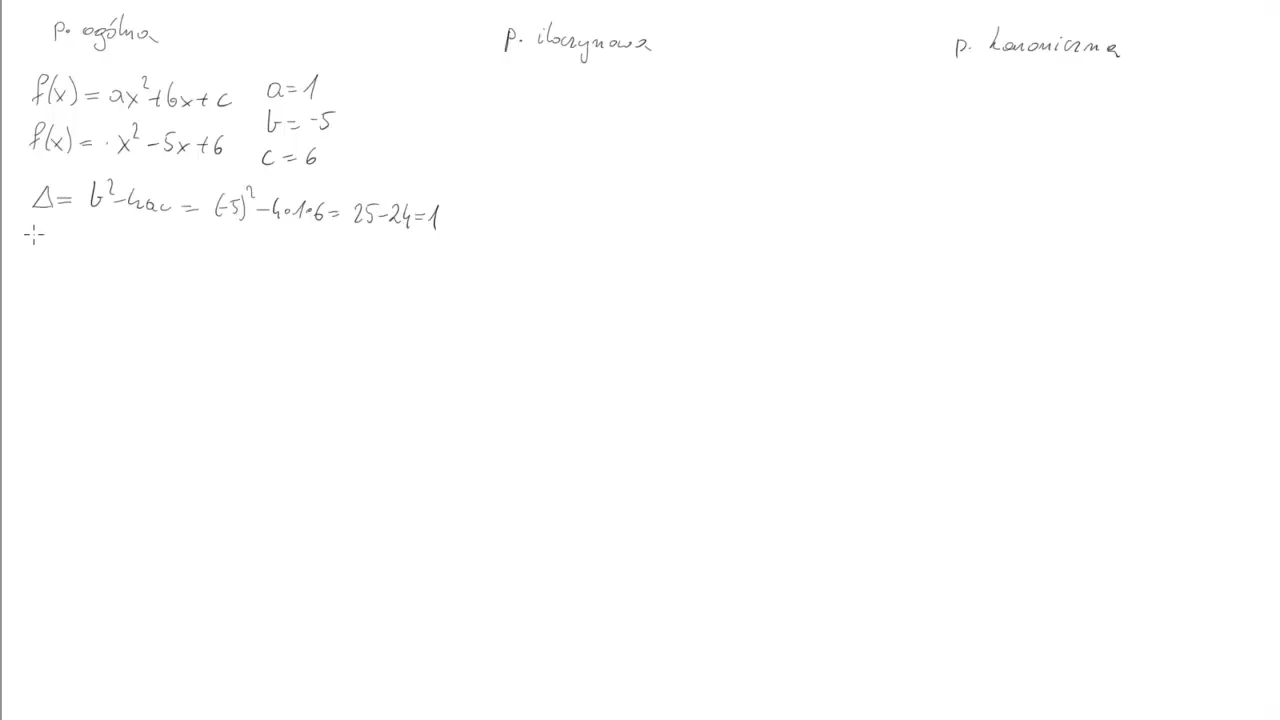 p. ogólna
p. iloczynowa
p. kanoniczna
f(x) = ax²+bx+c
a=1
f(x) = x²-5x+6
b=-5
c=6
Δ= b²-4ac = (-5)²-4•1•6= 25-24=1